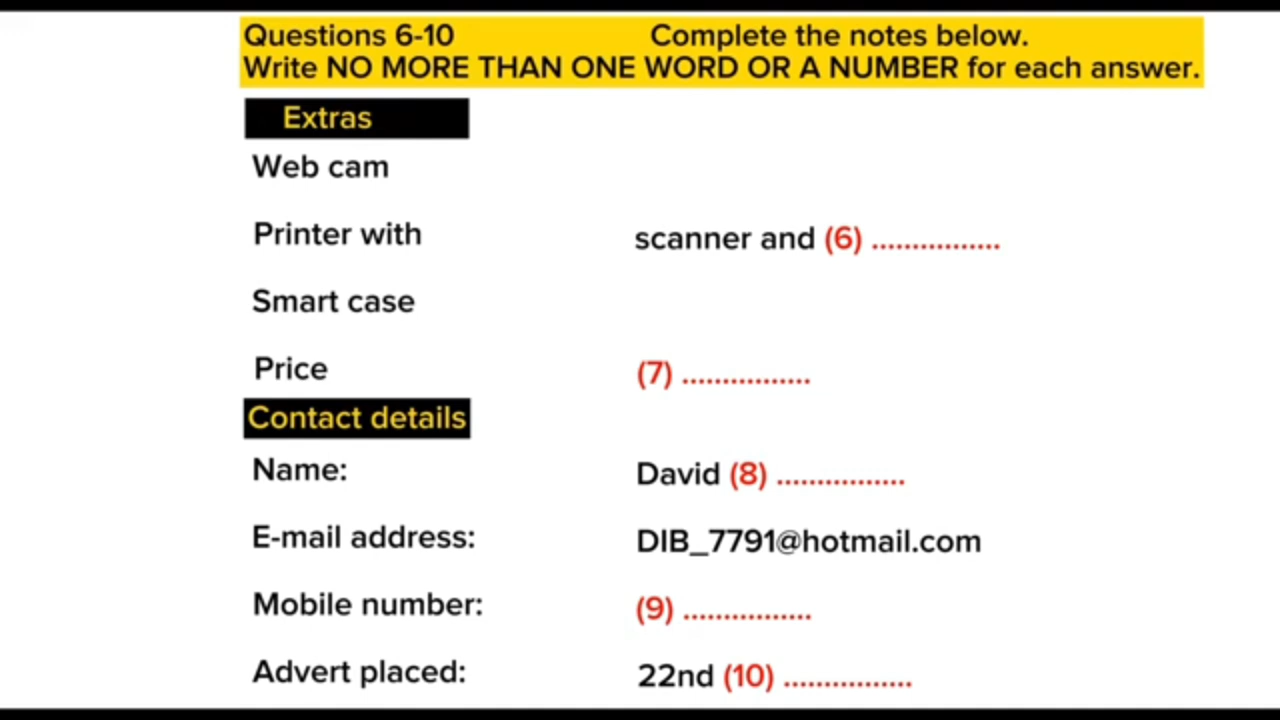 Questions 6-10 Complete the notes below.
Write NO MORE THAN ONE WORD OR A NUMBER for each answer.
Extras
Web cam
Printer with scanner and (6) ................
Smart case
Price (7) ................
Contact details
Name: David (8) ................
E-mail address: DIB_7791@hotmail.com
Mobile number: (9) ................
Advert placed: 22nd (10) ................